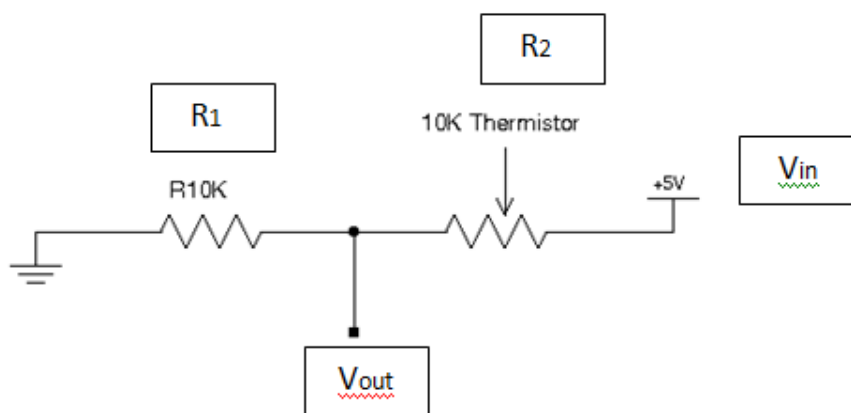 R2
R1
10K Thermistor
Vin
+5V
R10K
Vout